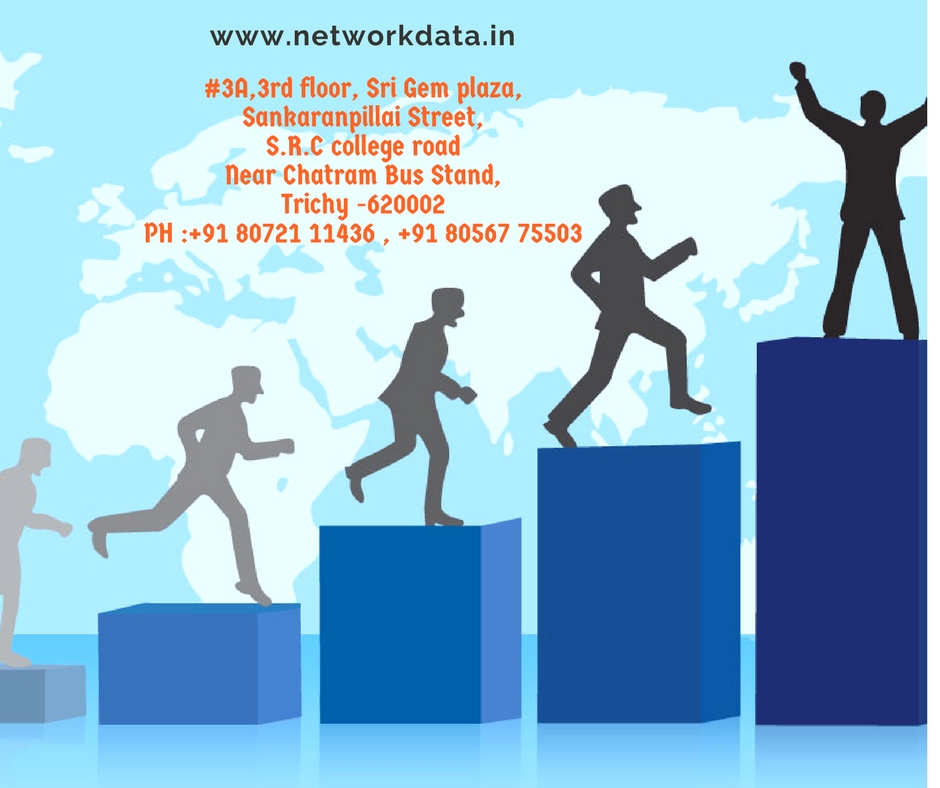 www.networkdata.in
#3A,3rd floor, Sri Gem plaza,
Sankaranpillai Street,
S.R.C college road
Near Chatram Bus Stand,
Trichy -620002
PH :+91 80721 11436 , +91 80567 75503